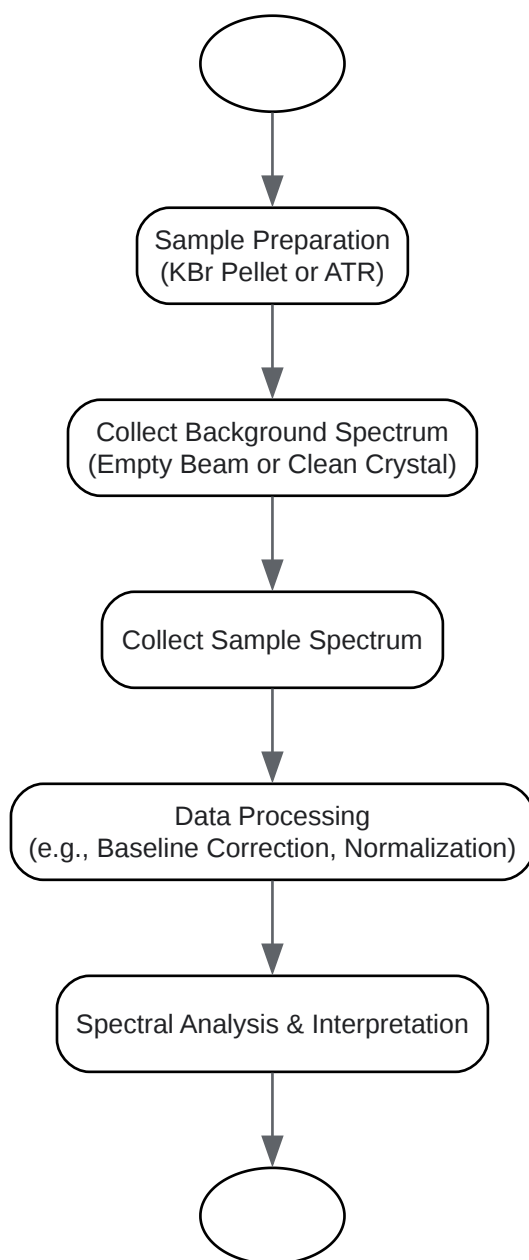 Sample Preparation
(KBr Pellet or ATR)
Collect Background Spectrum
(Empty Beam or Clean Crystal)
Collect Sample Spectrum
Data Processing
(e.g., Baseline Correction, Normalization)
Spectral Analysis & Interpretation